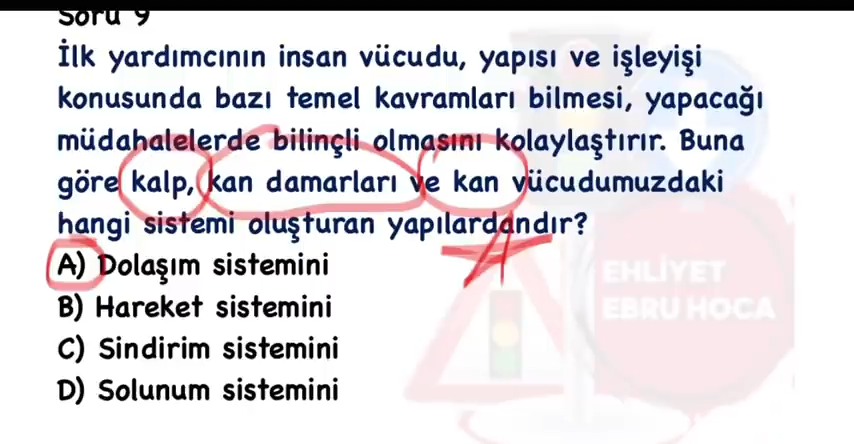 Soru 9
İlk yardımcının insan vücudu, yapısı ve işleyişi
konusunda bazı temel kavramları bilmesi, yapacağı
müdahalelerde bilinçli olmasını kolaylaştırır. Buna
göre kalp, kan damarları ve kan vücudumuzdaki
hangi sistemi oluşturan yapılardandır?
A) Dolaşım sistemini
B) Hareket sistemini
C) Sindirim sistemini
D) Solunum sistemini
A
EHLİYET
EBRU HOCA